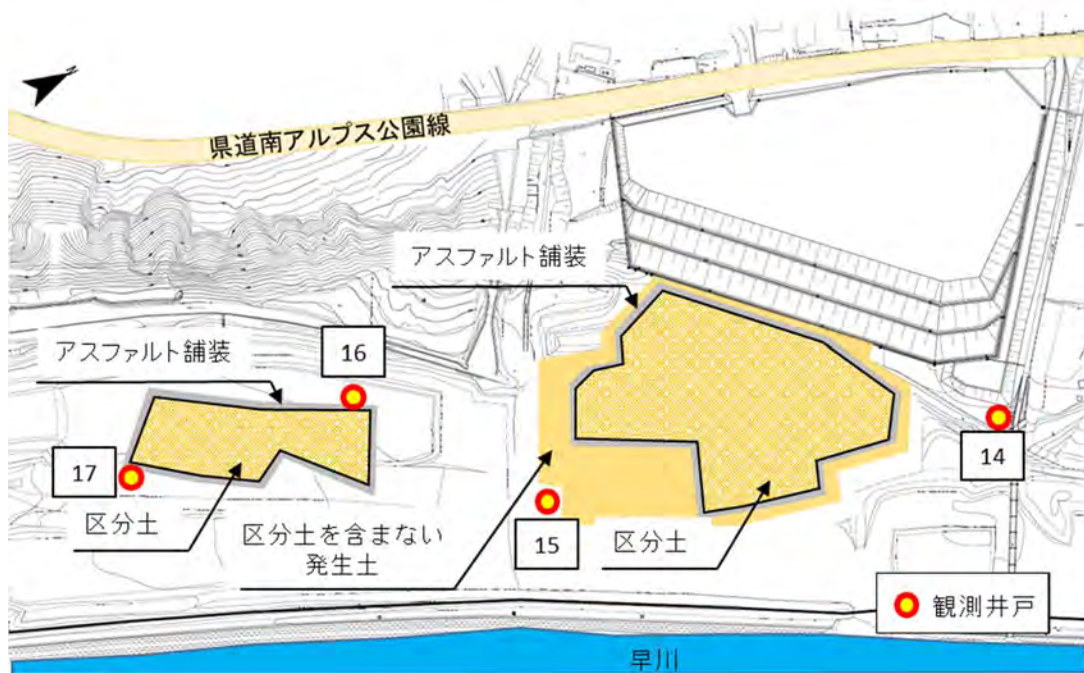 県道南アルプス公園線
アスファルト舗装
アスファルト舗装
16
17
14
区分土
区分土を含まない
発生土
15
区分土
観測井戸
早川